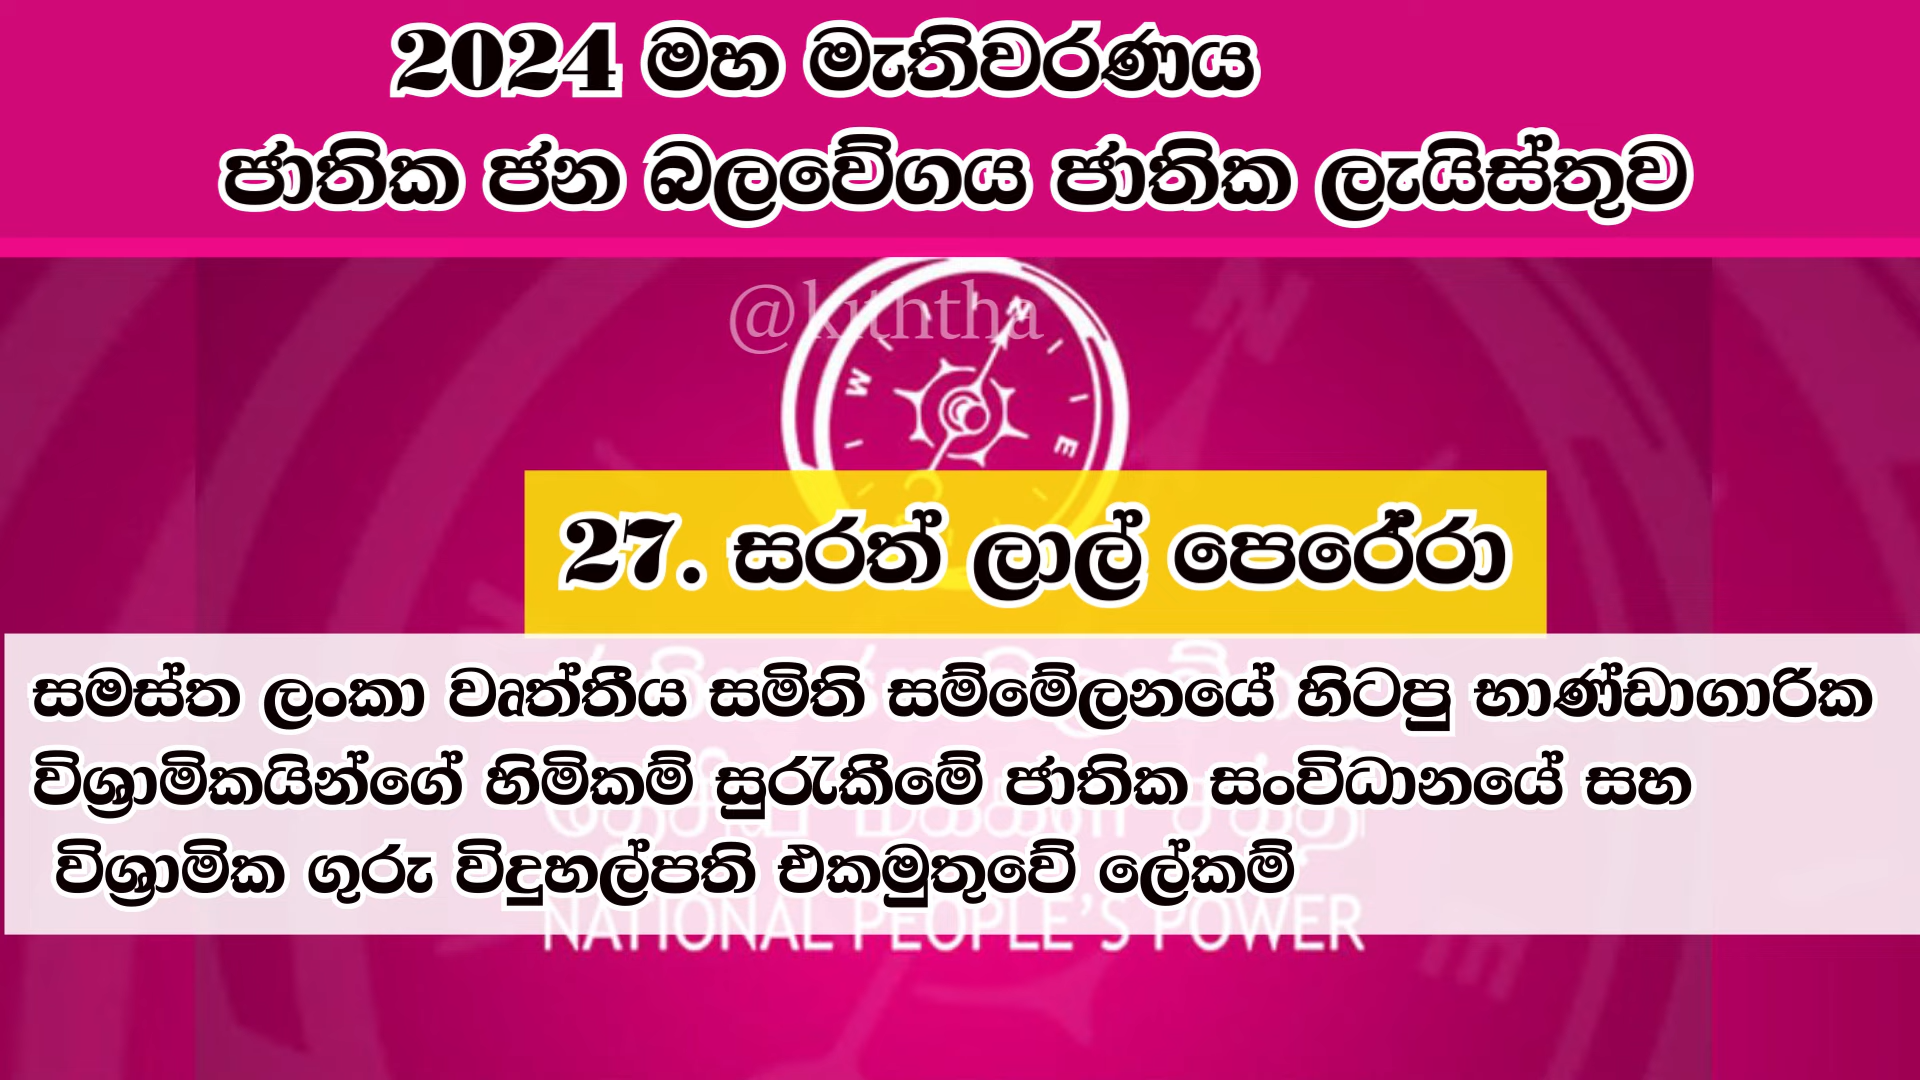 2024 මහ මැතිවරණය
ජාතික ජන බලවේගය ජාතික ලැයිස්තුව
@kiththa
N
W
E
27. සරත් ලාල් පෙරේරා
සමස්ත ලංකා වෘත්තීය සමිති සම්මේලනයේ හිටපු භාණ්ඩාගාරික
විශ්‍රාමිකයින්ගේ හිමිකම් සුරැකීමේ ජාතික සංවිධානයේ සහ
විශ්‍රාමික ගුරු විදුහල්පති එකමුතුවේ ලේකම්
NATIONAL PEOPLE'S POWER